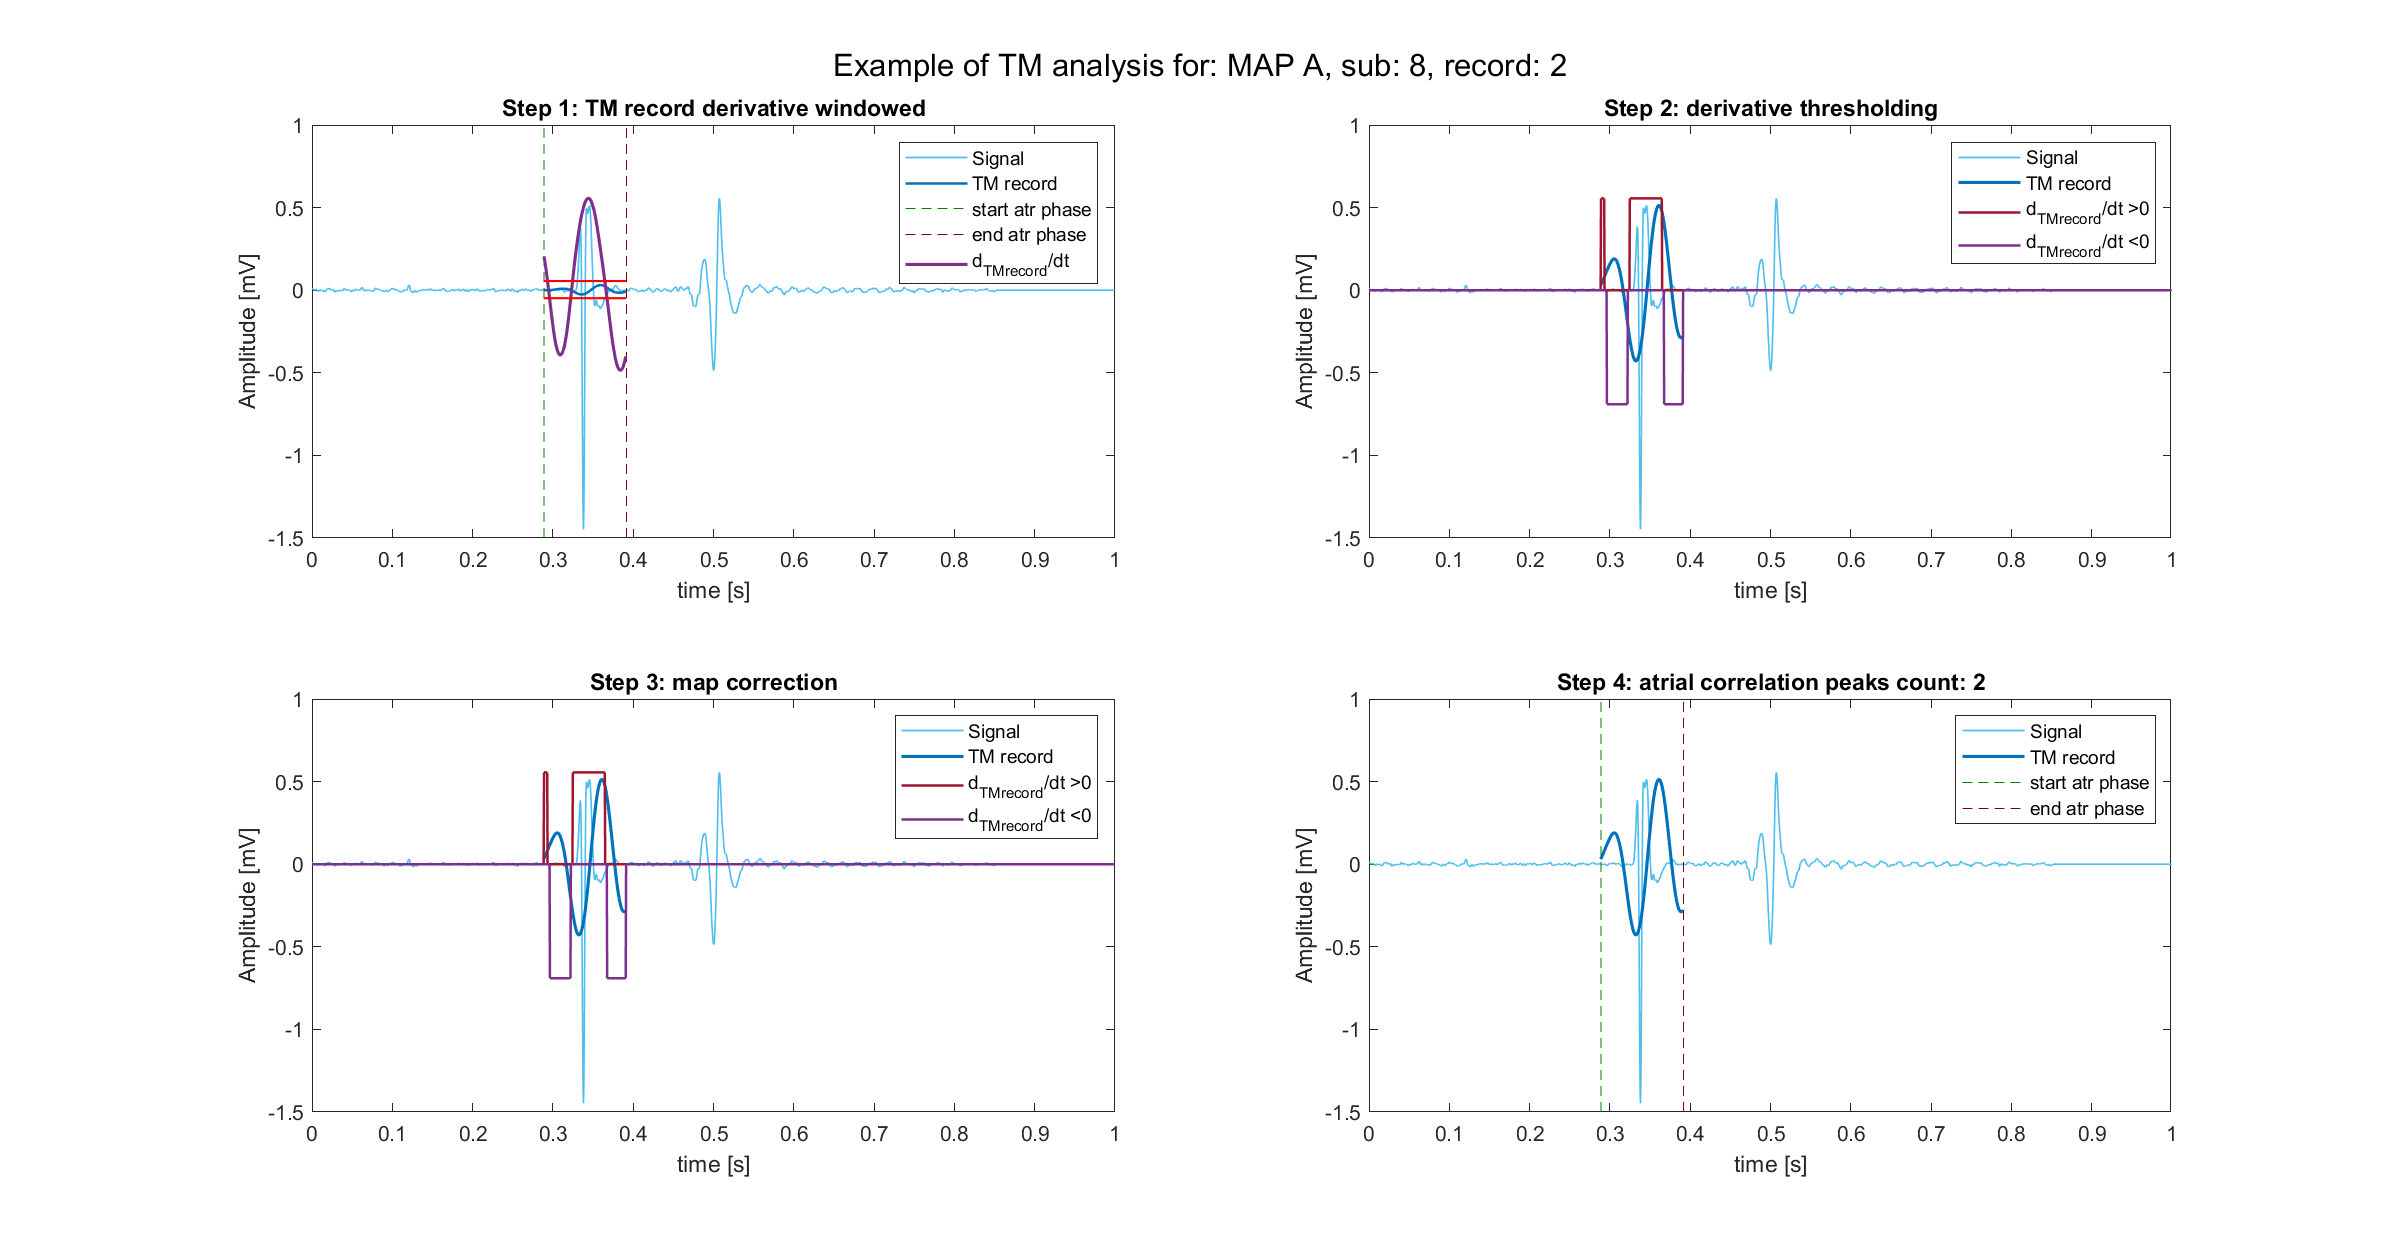 Example of TM analysis for: MAP A, sub: 8, record: 2
Step 1: TM record derivative windowed
1
0.5
0
-0.5
-1
-1.5
Amplitude [mV]
0 0.1 0.2 0.3 0.4 0.5 0.6 0.7 0.8 0.9 1
time [s]
Signal
TM record
start atr phase
end atr phase
dTMrecord/dt
Step 2: derivative thresholding
1
0.5
0
-0.5
-1
-1.5
Amplitude [mV]
0 0.1 0.2 0.3 0.4 0.5 0.6 0.7 0.8 0.9 1
time [s]
Signal
TM record
dTMrecord/dt >0
dTMrecord/dt <0
Step 3: map correction
1
0.5
0
-0.5
-1
-1.5
Amplitude [mV]
0 0.1 0.2 0.3 0.4 0.5 0.6 0.7 0.8 0.9 1
time [s]
Signal
TM record
dTMrecord/dt >0
dTMrecord/dt <0
Step 4: atrial correlation peaks count: 2
1
0.5
0
-0.5
-1
-1.5
Amplitude [mV]
0 0.1 0.2 0.3 0.4 0.5 0.6 0.7 0.8 0.9 1
time [s]
Signal
TM record
start atr phase
end atr phase